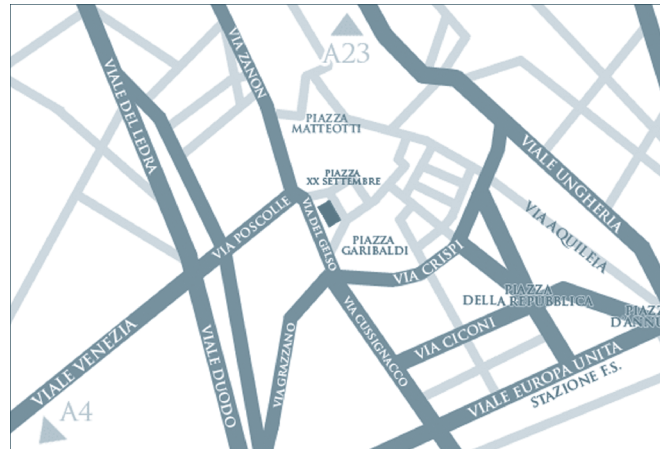 A23
VIA ZANON
VIALE DEL LEDRA
PIAZZA
MATTEOTTI
VIALE UNGHERIA
PIAZZA
XX SETTEMBRE
VIA POSCOLLE
VIA DEL GELSO
VIA AQUILEIA
PIAZZA
GARIBALDI
VIA CRISPI
PIAZZA
DELLA REPUBBLICA
PIAZZ
D'ANNU
VIALE VENEZIA
VIALE DUODO
VIA GRAZZANO
VIA CUSSIGNACCO
VIA CICONI
VIALE EUROPA UNITA
STAZIONE F.S.
A4